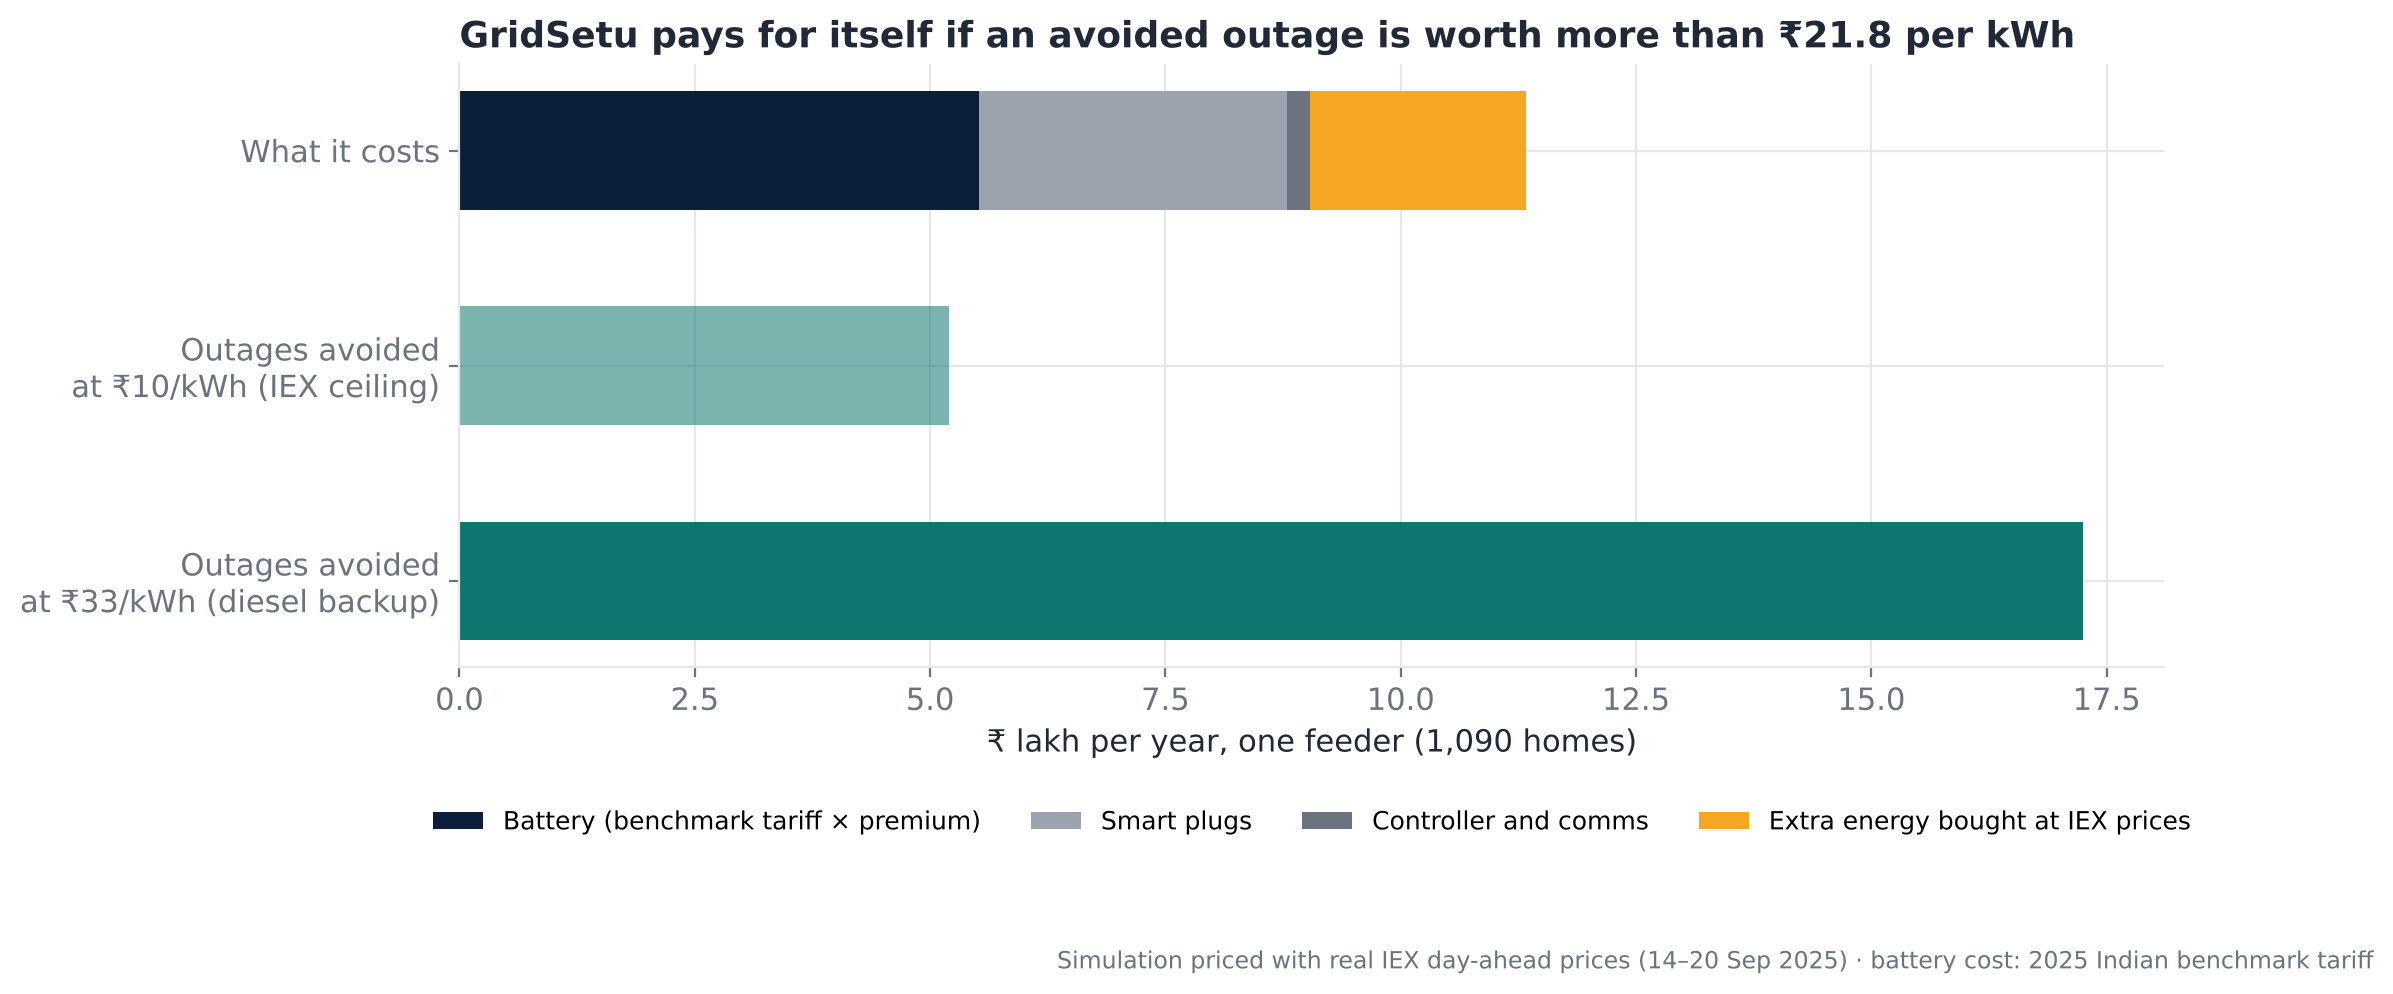 GridSetu pays for itself if an avoided outage is worth more than ₹21.8 per kWh
What it costs
Outages avoided
at ₹10/kWh (IEX ceiling)
Outages avoided
at ₹33/kWh (diesel backup)
0.0 2.5 5.0 7.5 10.0 12.5 15.0 17.5
₹ lakh per year, one feeder (1,090 homes)
Battery (benchmark tariff × premium) Smart plugs Controller and comms Extra energy bought at IEX prices
Simulation priced with real IEX day-ahead prices (14–20 Sep 2025) · battery cost: 2025 Indian benchmark tariff